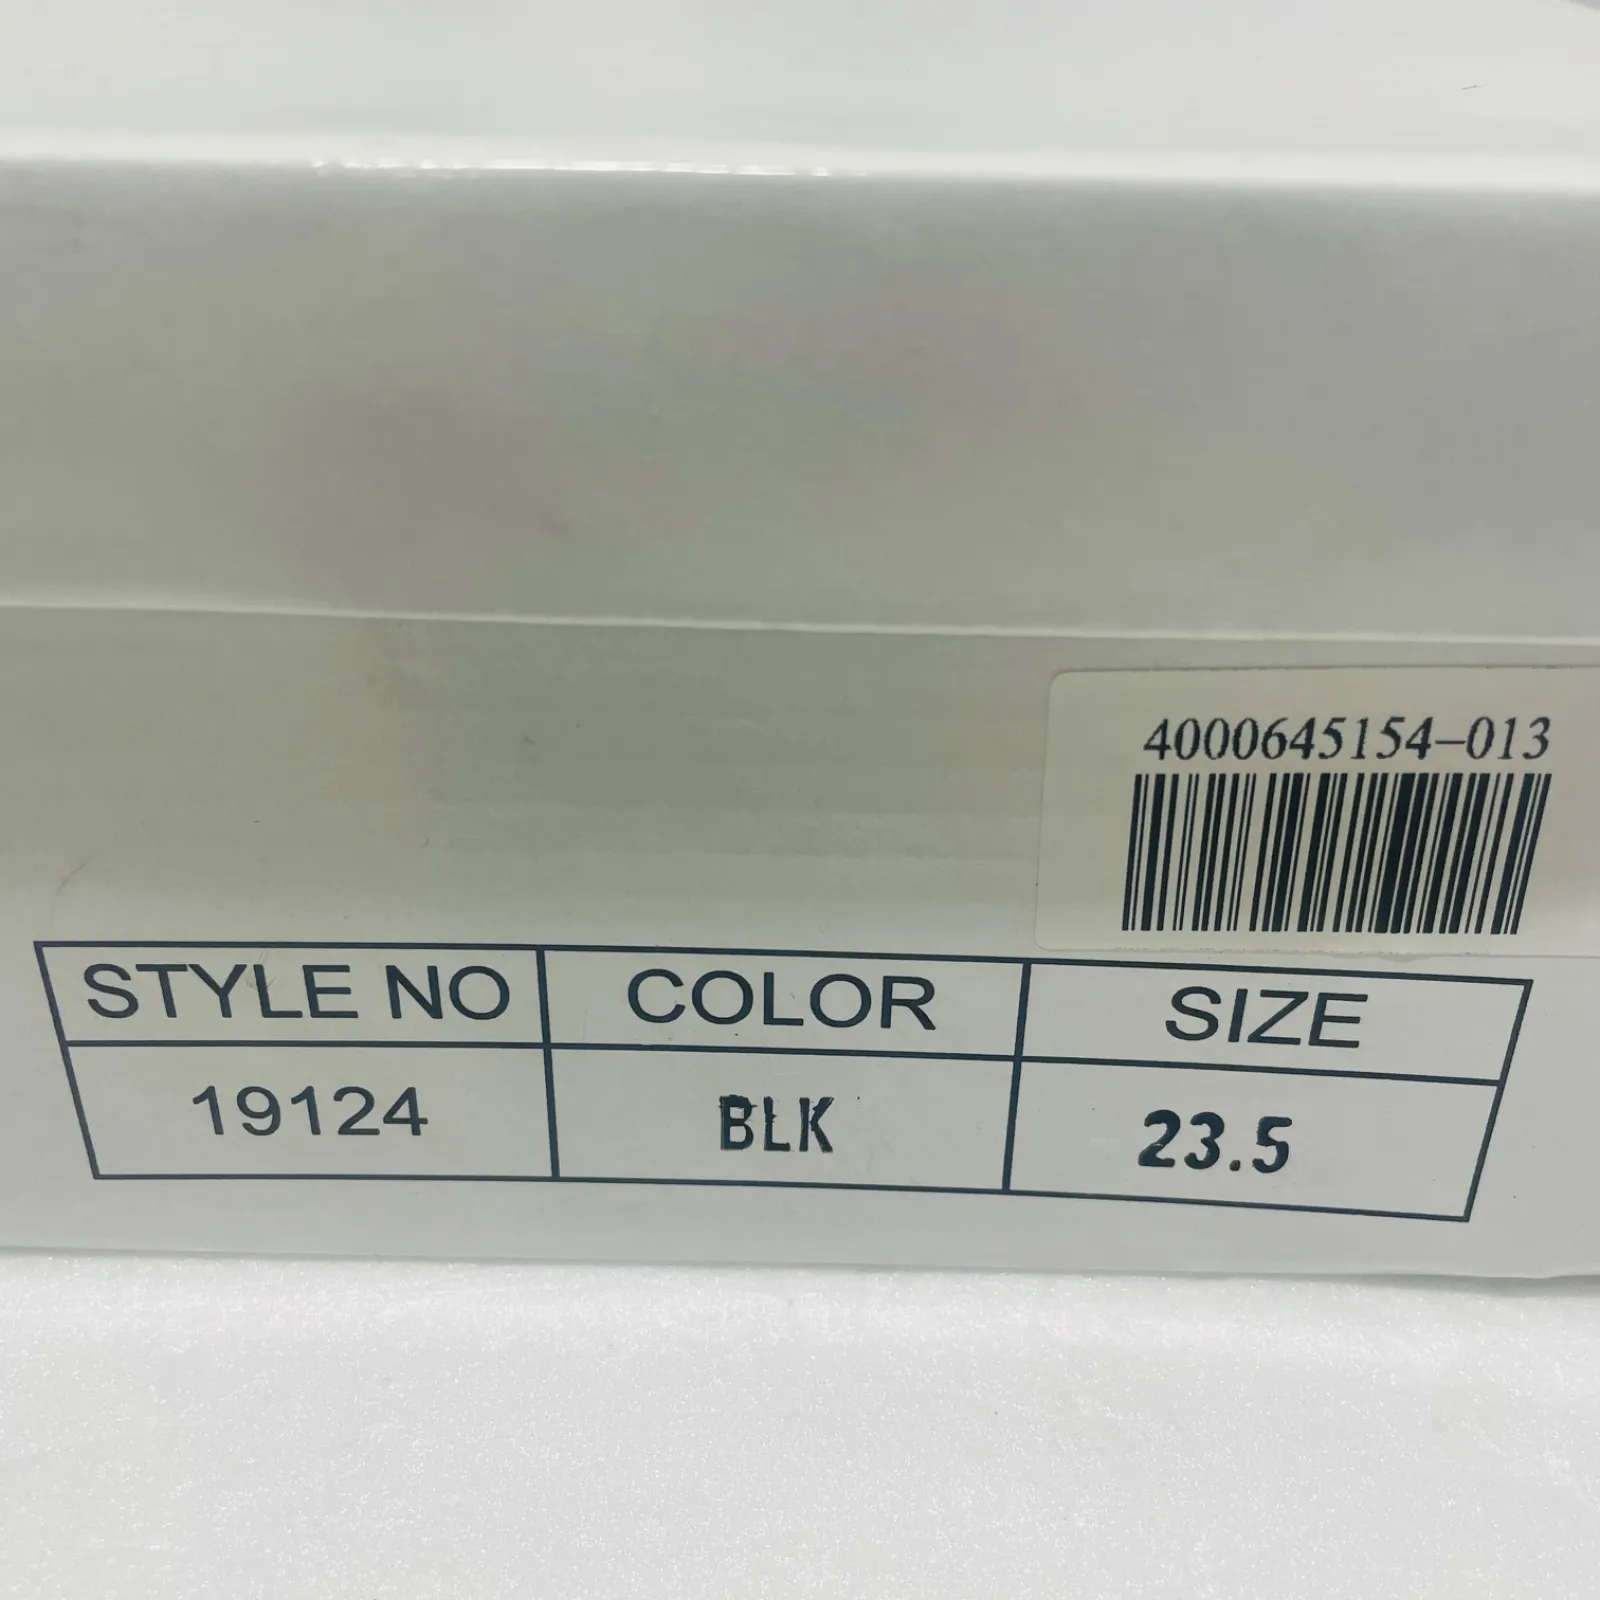 4000645154-013
STYLE NO COLOR SIZE
19124 BLK 23.5